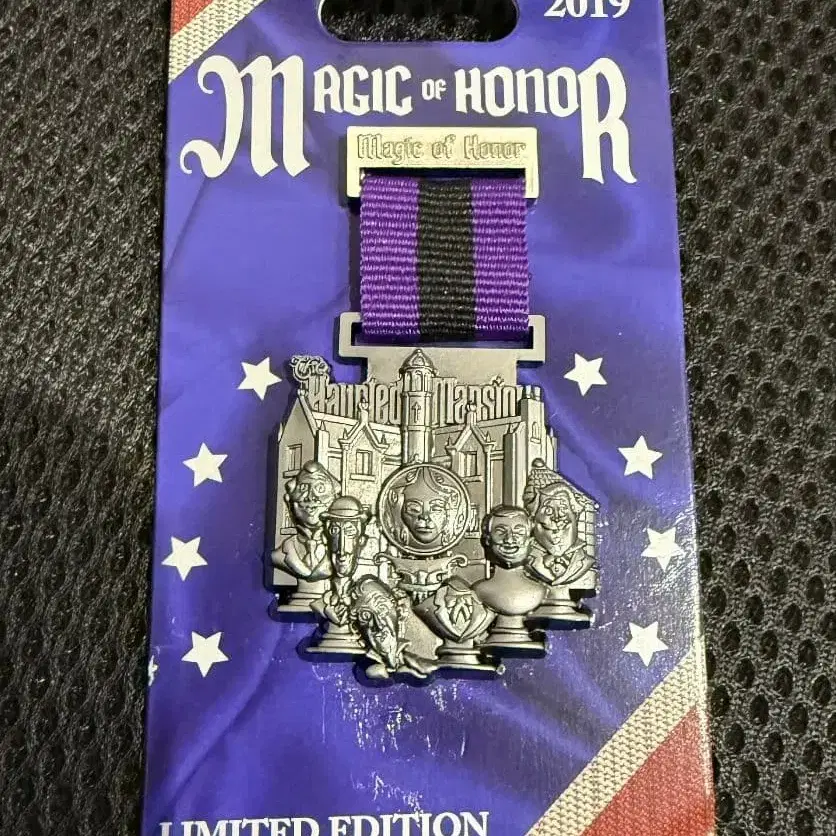 2019
MAGIC OF HONOR
Magic of Honor
The Haunted Mansion
LIMITED EDITION